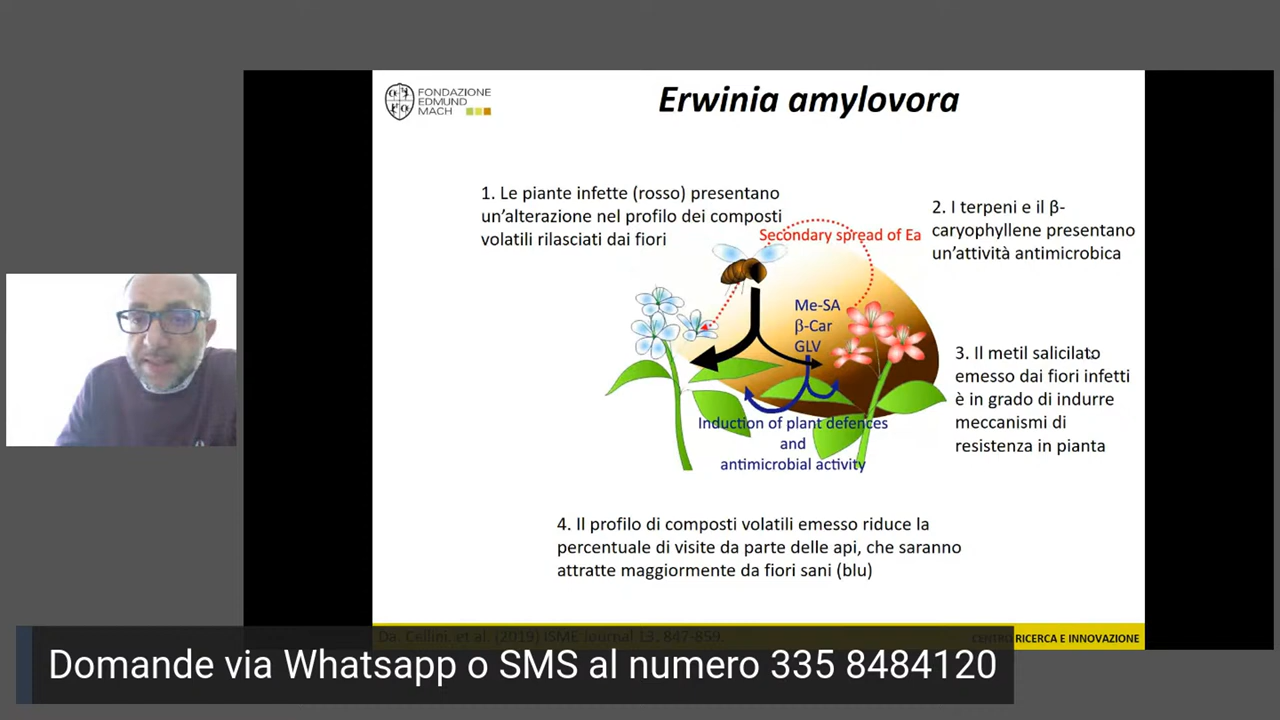 FONDAZIONE
EDMUND
MACH
Erwinia amylovora
1. Le piante infette (rosso) presentano
un'alterazione nel profilo dei composti
volatili rilasciati dai fiori
2. I terpeni e il β-
caryophyllene presentano
un'attività antimicrobica
Secondary spread of Ea
Me-SA
β-Car
GLV
3. Il metil salicilato
emesso dai fiori infetti
è in grado di indurre
meccanismi di
resistenza in pianta
Induction of plant defences
and
antimicrobial activity
4. Il profilo di composti volatili emesso riduce la
percentuale di visite da parte delle api, che saranno
attratte maggiormente da fiori sani (blu)
Da. Cellini. et al. (2019) ISME Journal 13, 847-859.
CENTRO RICERCA E INNOVAZIONE
Domande via Whatsapp o SMS al numero 335 8484120